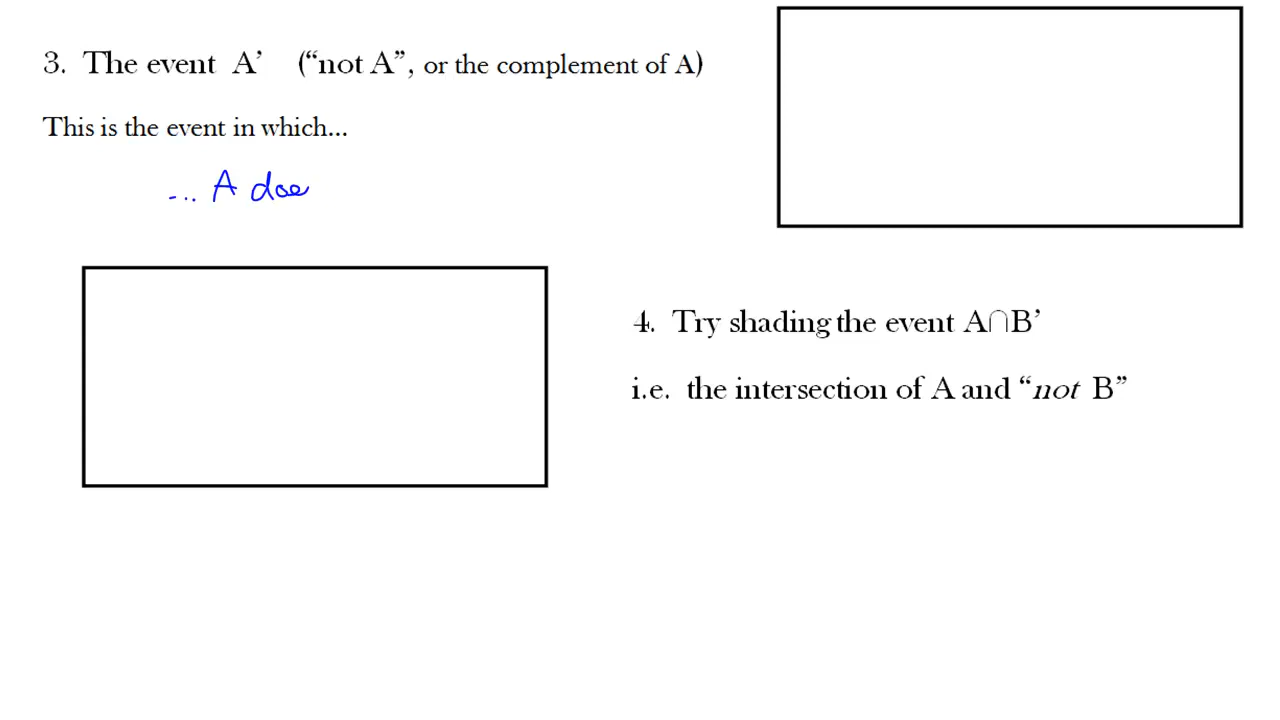 3. The event A’ (“not A”, or the complement of A)
This is the event in which...
... A doe
4. Try shading the event A∩B’
i.e. the intersection of A and “not B”